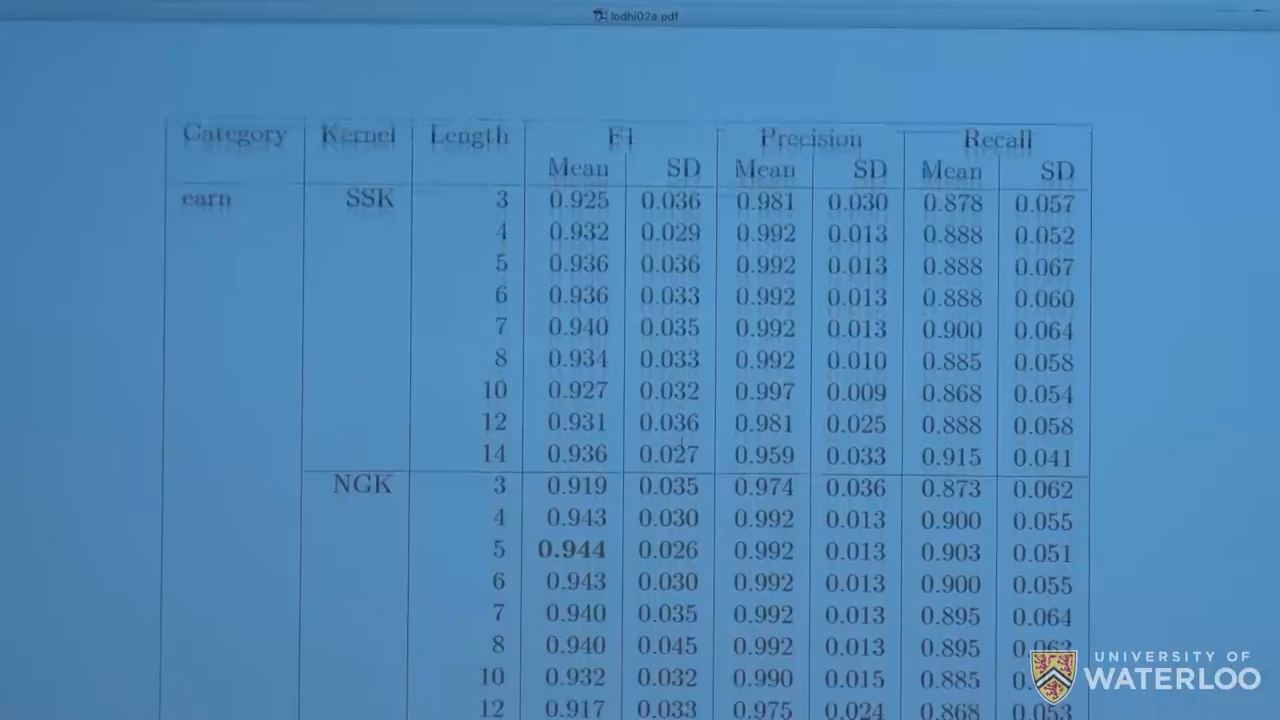 lodhi02a.pdf
Category Kernel Length F1 Precision Recall
Mean SD Mean SD Mean SD
earn SSK 3 0.925 0.036 0.981 0.030 0.878 0.057
4 0.932 0.029 0.992 0.013 0.888 0.052
5 0.936 0.036 0.992 0.013 0.888 0.067
6 0.936 0.033 0.992 0.013 0.888 0.060
7 0.940 0.035 0.992 0.013 0.900 0.064
8 0.934 0.033 0.992 0.010 0.885 0.058
10 0.927 0.032 0.997 0.009 0.868 0.054
12 0.931 0.036 0.981 0.025 0.888 0.058
14 0.936 0.027 0.959 0.033 0.915 0.041
NGK 3 0.919 0.035 0.974 0.036 0.873 0.062
4 0.943 0.030 0.992 0.013 0.900 0.055
5 0.944 0.026 0.992 0.013 0.903 0.051
6 0.943 0.030 0.992 0.013 0.900 0.055
7 0.940 0.035 0.992 0.013 0.895 0.064
8 0.940 0.045 0.992 0.013 0.895
10 0.932 0.032 0.990 0.015 0.885
12 0.917 0.033 0.975 0.024 0.868 0.053
UNIVERSITY OF
WATERLOO